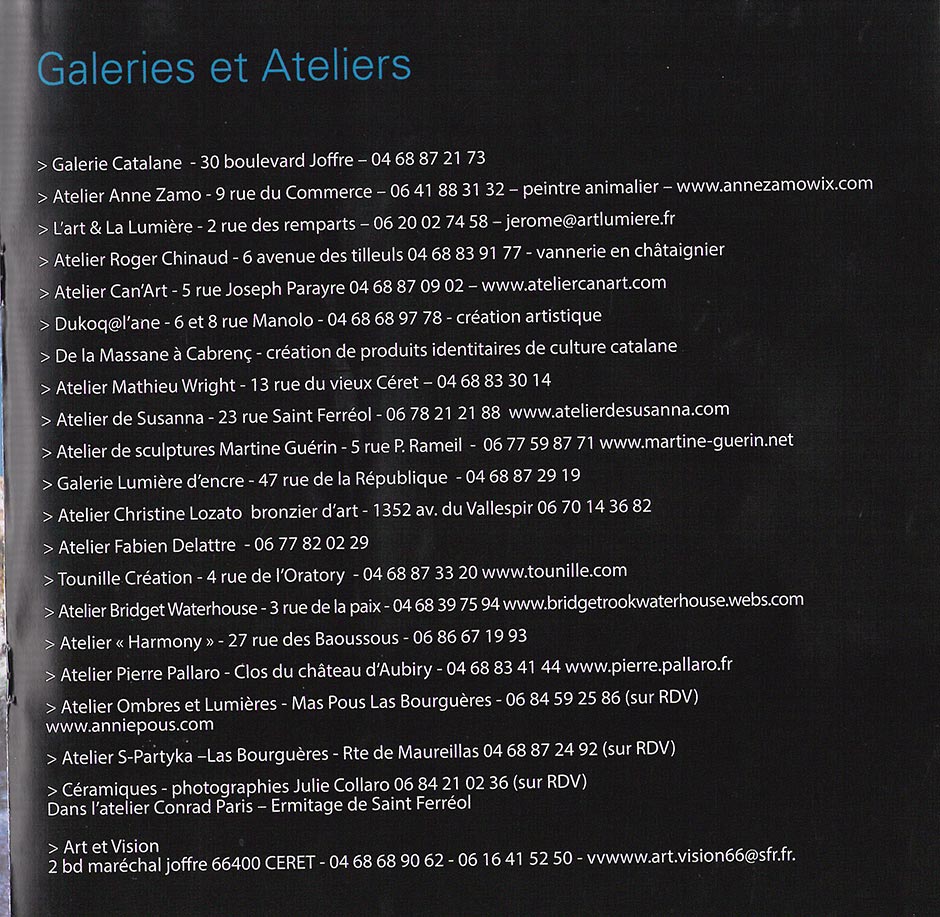 Galeries et Ateliers
> Galerie Catalane - 30 boulevard Joffre – 04 68 87 21 73
> Atelier Anne Zamo - 9 rue du Commerce – 06 41 88 31 32 – peintre animalier – www.annezamowix.com
> L'art & La Lumière - 2 rue des remparts – 06 20 02 74 58 – jerome@artlumiere.fr
> Atelier Roger Chinaud - 6 avenue des tilleuls 04 68 83 91 77 - vannerie en châtaignier
> Atelier Can'Art - 5 rue Joseph Parayre 04 68 87 09 02 – www.ateliercanart.com
> Dukoq@l'ane - 6 et 8 rue Manolo - 04 68 68 97 78 - création artistique
> De la Massane à Cabrenç - création de produits identitaires de culture catalane
> Atelier Mathieu Wright - 13 rue du vieux Céret – 04 68 83 30 14
> Atelier de Susanna - 23 rue Saint Ferréol - 06 78 21 21 88 www.atelierdesusanna.com
> Atelier de sculptures Martine Guérin - 5 rue P. Rameil - 06 77 59 87 71 www.martine-guerin.net
> Galerie Lumière d'encre - 47 rue de la République - 04 68 87 29 19
> Atelier Christine Lozato bronzier d'art - 1352 av. du Vallespir 06 70 14 36 82
> Atelier Fabien Delattre - 06 77 82 02 29
> Tounille Création - 4 rue de l'Oratory - 04 68 87 33 20 www.tounille.com
> Atelier Bridget Waterhouse - 3 rue de la paix - 04 68 39 75 94 www.bridgetrookwaterhouse.webs.com
> Atelier « Harmony » - 27 rue des Baoussous - 06 86 67 19 93
> Atelier Pierre Pallaro - Clos du château d'Aubiry - 04 68 83 41 44 www.pierre.pallaro.fr
> Atelier Ombres et Lumières - Mas Pous Las Bourguères - 06 84 59 25 86 (sur RDV)
www.anniepous.com
> Atelier S-Partyka –Las Bourguères - Rte de Maureillas 04 68 87 24 92 (sur RDV)
> Céramiques - photographies Julie Collaro 06 84 21 02 36 (sur RDV)
Dans l'atelier Conrad Paris – Ermitage de Saint Ferréol
> Art et Vision
2 bd maréchal joffre 66400 CERET - 04 68 68 90 62 - 06 16 41 52 50 - vvwww.art.vision66@sfr.fr.